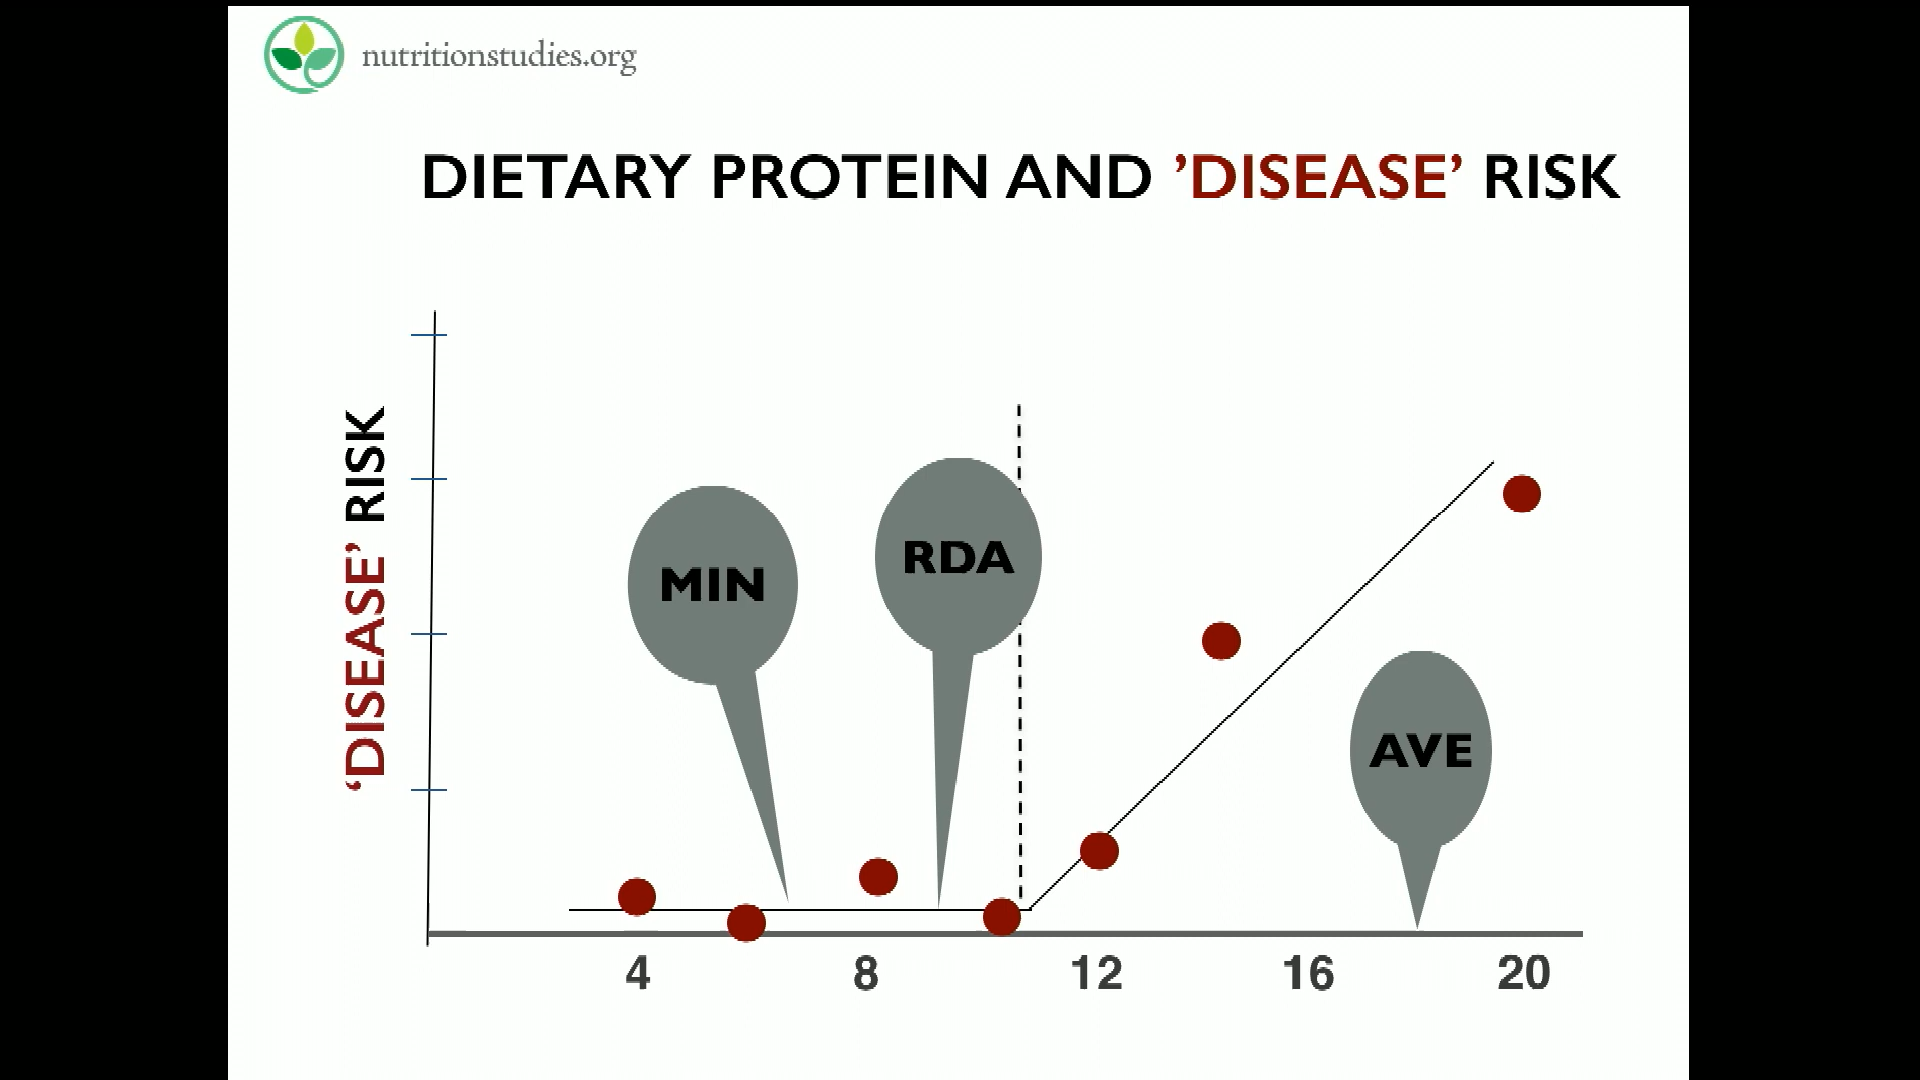 nutritionstudies.org
DIETARY PROTEIN AND ’DISEASE’ RISK
‘DISEASE’ RISK
MIN
RDA
AVE
4 8 12 16 20